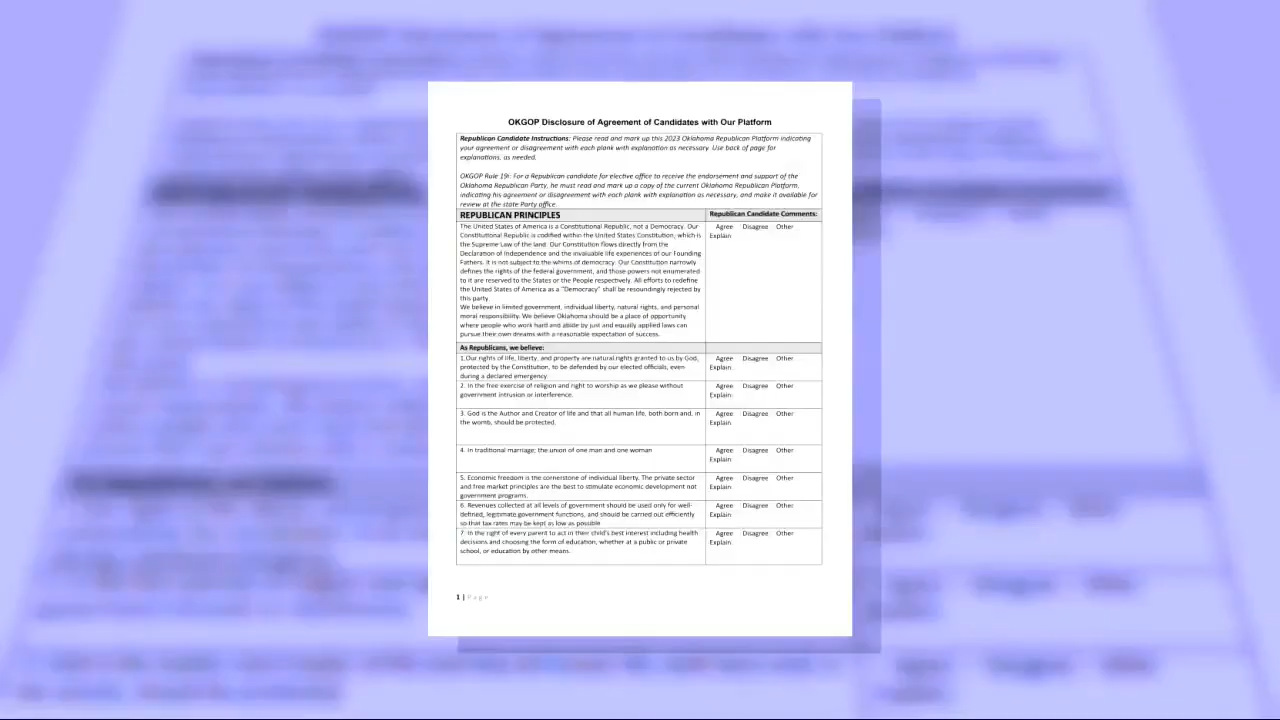 OKGOP Disclosure of Agreement of Candidates with Our Platform
Republican Candidate Instructions: Please read and mark up this 2023 Oklahoma Republican Platform indicating
your agreement or disagreement with each plank with explanation as necessary. Use back of page for
explanations, as needed.
OKGOP Rule 19i: For a Republican candidate for elective office to receive the endorsement and support of the
Oklahoma Republican Party, he must read and mark up a copy of the current Oklahoma Republican Platform,
indicating his agreement or disagreement with each plank with explanation as necessary, and make it available for
review at the state Party office.
REPUBLICAN PRINCIPLES
Republican Candidate Comments:
The United States of America is a Constitutional Republic, not a Democracy. Our
Constitutional Republic is codified within the United States Constitution, which is
the Supreme Law of the land. Our Constitution flows directly from the
Declaration of Independence and the invaluable life experiences of our Founding
Fathers. It is not subject to the whims of democracy. Our Constitution narrowly
defines the rights of the federal government, and those powers not enumerated
to it are reserved to the States or the People respectively. All efforts to redefine
the United States of America as a "Democracy" shall be resoundingly rejected by
this party.
We believe in limited government, individual liberty, natural rights, and personal
moral responsibility. We believe Oklahoma should be a place of opportunity
where people who work hard and abide by just and equally applied laws can
pursue their own dreams with a reasonable expectation of success.
Agree Disagree Other
Explain:
As Republicans, we believe:
1.Our rights of life, liberty, and property are natural rights granted to us by God,
protected by the Constitution, to be defended by our elected officials, even
during a declared emergency.
Agree Disagree Other
Explain:
2. In the free exercise of religion and right to worship as we please without
government intrusion or interference.
Agree Disagree Other
Explain:
3. God is the Author and Creator of life and that all human life, both born and, in
the womb, should be protected.
Agree Disagree Other
Explain:
4. In traditional marriage; the union of one man and one woman
Agree Disagree Other
Explain:
5. Economic freedom is the cornerstone of individual liberty. The private sector
and free market principles are the best to stimulate economic development not
government programs.
Agree Disagree Other
Explain:
6. Revenues collected at all levels of government should be used only for well-
defined, legitimate government functions, and should be carried out efficiently
so that tax rates may be kept as low as possible
Agree Disagree Other
Explain:
7. In the right of every parent to act in their child's best interest including health
decisions and choosing the form of education, whether at a public or private
school, or education by other means.
Agree Disagree Other
Explain:
1 | Page